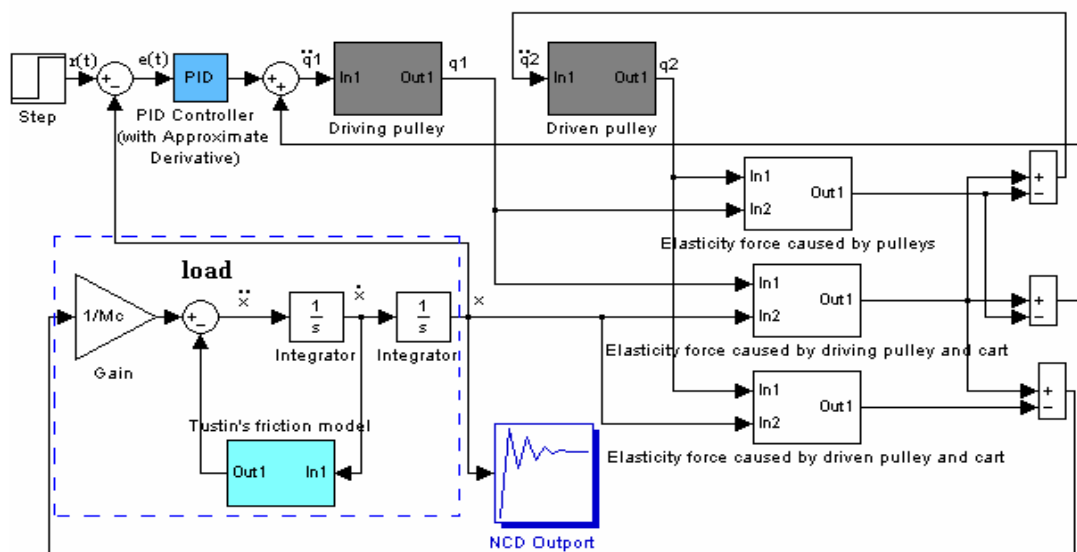 r(t)
e(t)
PID
Step
PID Controller
(with Approximate
Derivative)
q̈1
In1
Out1
q1
Driving pulley
q̈2
In1
Out1
q2
Driven pulley
In1
In2
Out1
Elasticity force caused by pulleys
In1
In2
Out1
Elasticity force caused by driving pulley and cart
In1
In2
Out1
Elasticity force caused by driven pulley and cart
load
1/Mc
Gain
ẍ
1
s
Integrator
ẋ
1
s
Integrator
x
Tustin's friction model
Out1
In1
NCD Outport